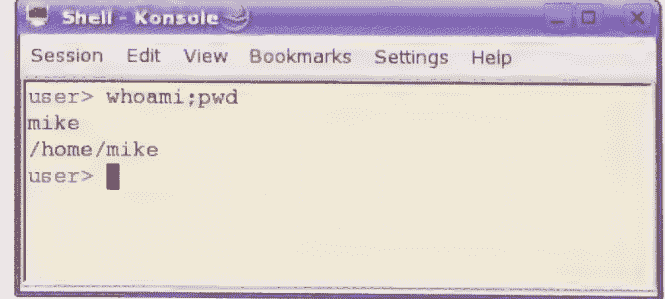 Shell - Konsole
Session Edit View Bookmarks Settings Help
user> whoami;pwd
mike
/home/mike
user>